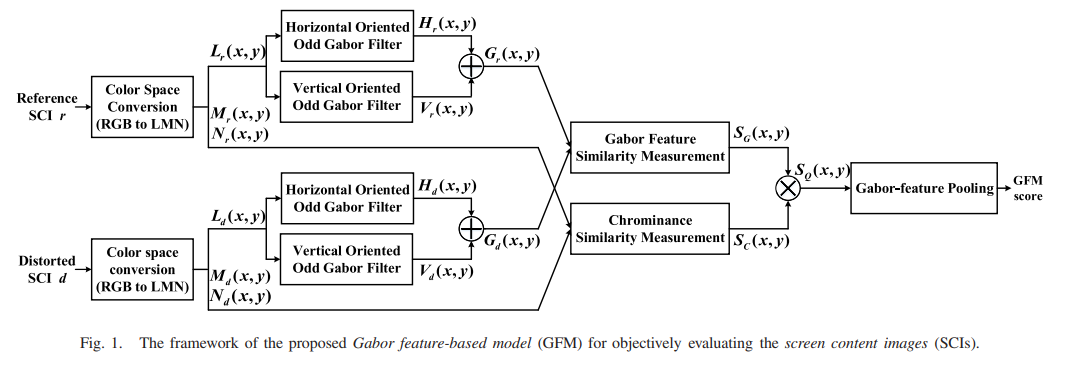 Reference
SCI r
Color Space
Conversion
(RGB to LMN)
L_r(x,y)
M_r(x,y)
N_r(x,y)
Horizontal Oriented
Odd Gabor Filter
Vertical Oriented
Odd Gabor Filter
H_r(x,y)
V_r(x,y)
G_r(x,y)
Distorted
SCI d
Color space
conversion
(RGB to LMN)
L_d(x,y)
M_d(x,y)
N_d(x,y)
Horizontal Oriented
Odd Gabor Filter
Vertical Oriented
Odd Gabor Filter
H_d(x,y)
V_d(x,y)
G_d(x,y)
Gabor Feature
Similarity Measurement
Chrominance
Similarity Measurement
S_G(x,y)
S_C(x,y)
S_Q(x,y)
Gabor-feature Pooling
GFM
score
Fig. 1. The framework of the proposed Gabor feature-based model (GFM) for objectively evaluating the screen content images (SCIs).